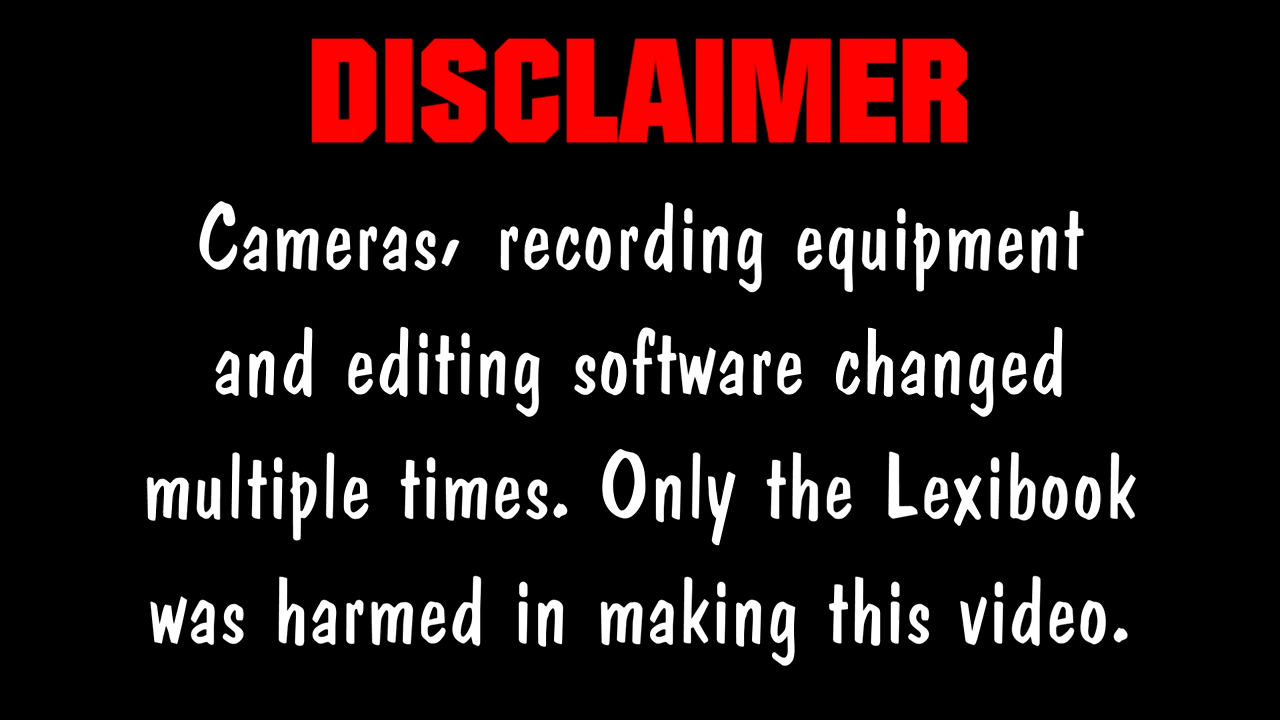 DISCLAIMER
Cameras, recording equipment
and editing software changed
multiple times. Only the Lexibook
was harmed in making this video.